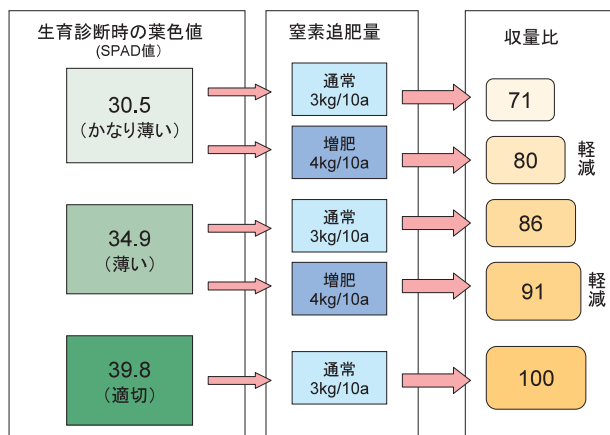 生育診断時の葉色値
(SPAD値)
窒素追肥量
収量比
30.5
（かなり薄い）
通常
3kg/10a
71
増肥
4kg/10a
80
軽減
34.9
（薄い）
通常
3kg/10a
86
増肥
4kg/10a
91
軽減
39.8
（適切）
通常
3kg/10a
100